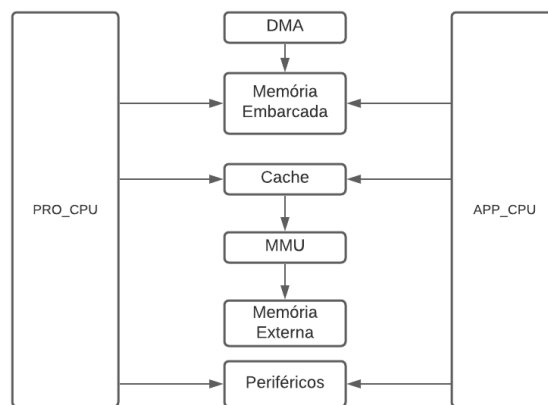 DMA
Memória
Embarcada
Cache
PRO_CPU
APP_CPU
MMU
Memória
Externa
Periféricos